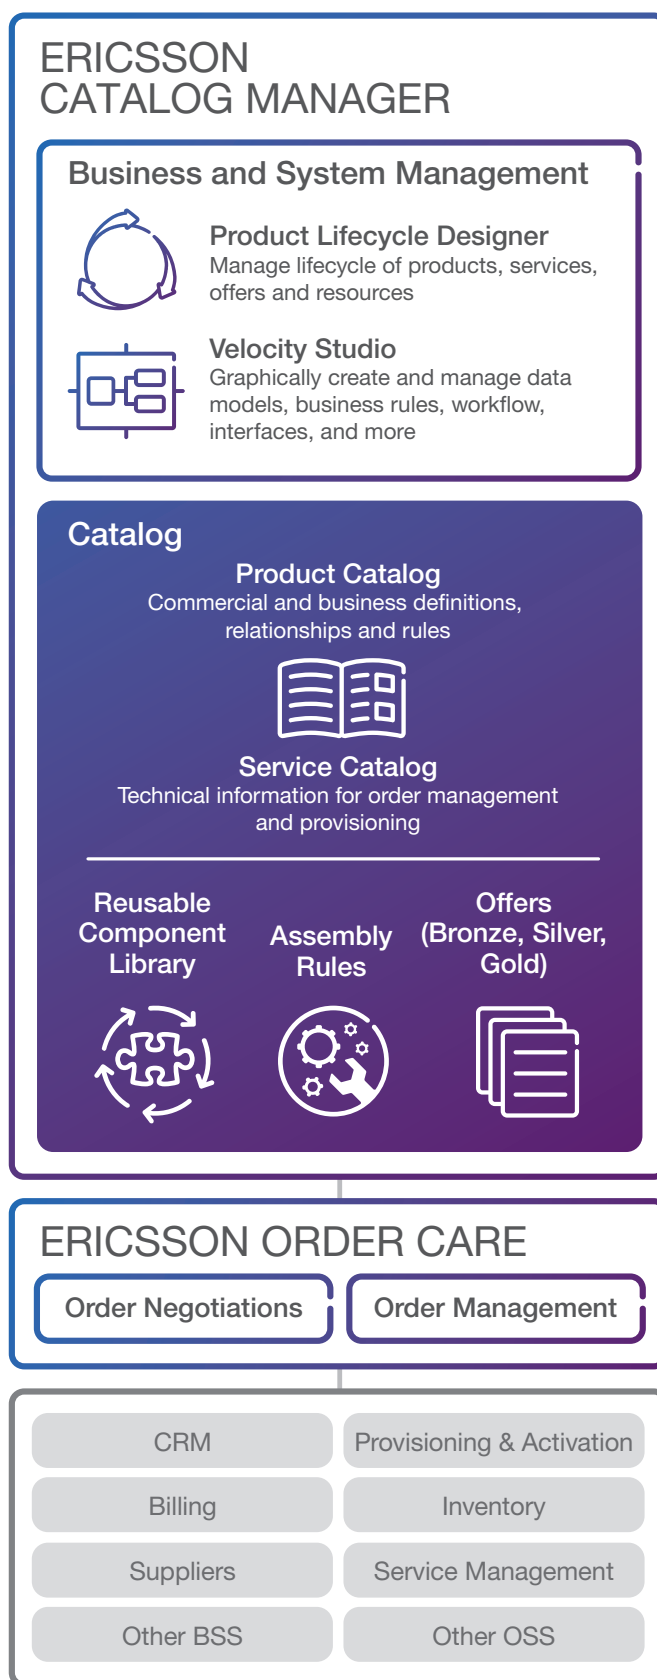 ERICSSON
CATALOG MANAGER
Business and System Management
Product Lifecycle Designer
Manage lifecycle of products, services,
offers and resources
Velocity Studio
Graphically create and manage data
models, business rules, workflow,
interfaces, and more
Catalog
Product Catalog
Commercial and business definitions,
relationships and rules
Service Catalog
Technical information for order management
and provisioning
Reusable
Component
Library
Assembly
Rules
Offers
(Bronze, Silver,
Gold)
ERICSSON ORDER CARE
Order Negotiations
Order Management
CRM
Provisioning & Activation
Billing
Inventory
Suppliers
Service Management
Other BSS
Other OSS